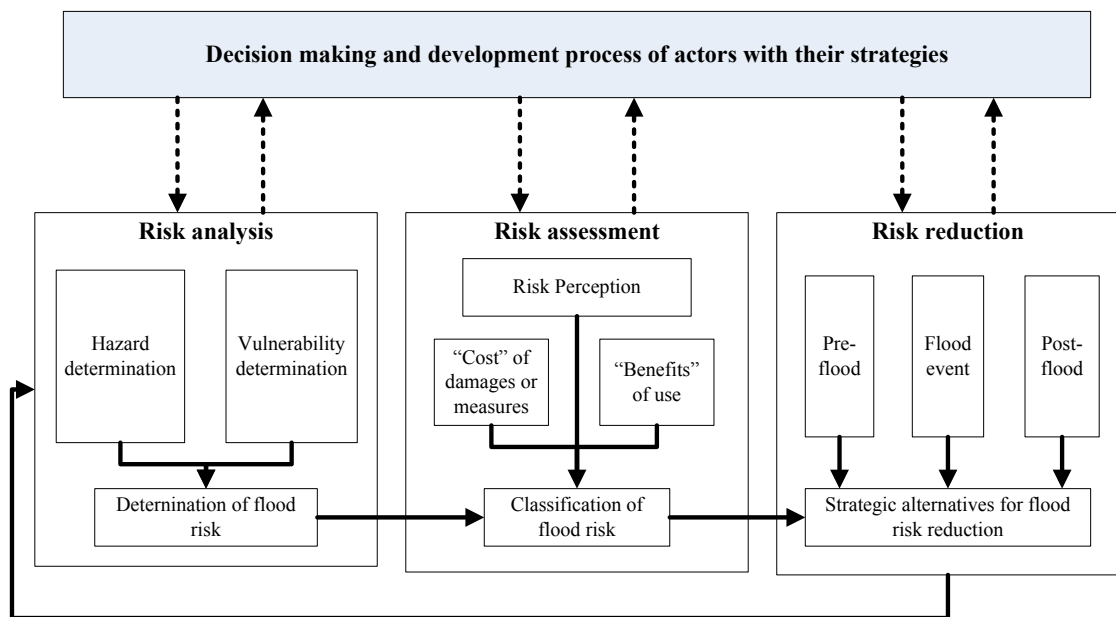 Decision making and development process of actors with their strategies
Risk analysis
Hazard
determination
Vulnerability
determination
Deternination of flood
risk
Risk assessment
Risk Perception
“Cost” of
damages or
measures
“Benefits”
of use
Classification of
flood risk
Risk reduction
Pre-
flood
Flood
event
Post-
flood
Strategic alternatives for flood
risk reduction